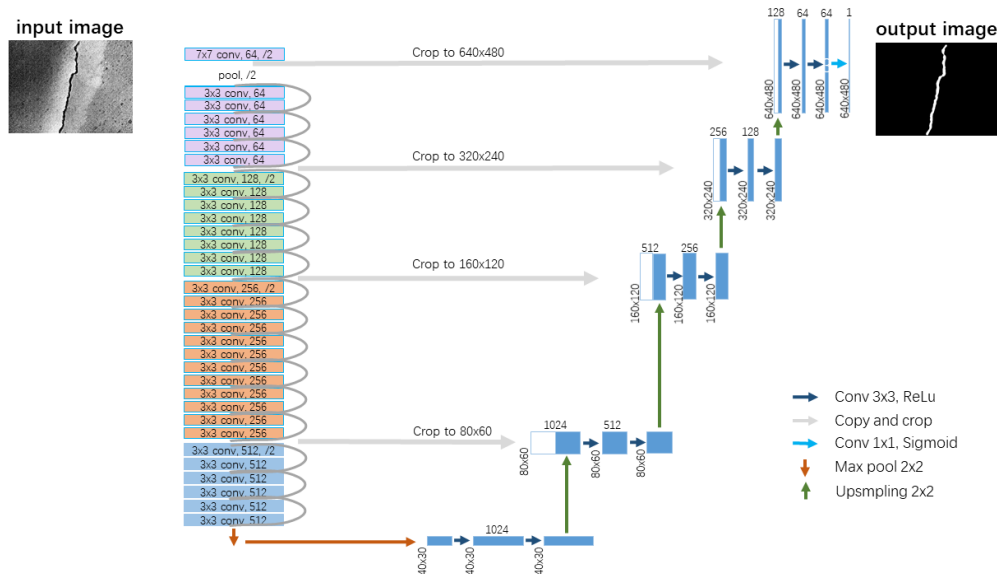 input image
output image
7x7 conv, 64, /2
pool, /2
3x3 conv, 64
3x3 conv, 64
3x3 conv, 64
3x3 conv, 64
3x3 conv, 64
3x3 conv, 64
3x3 conv, 128, /2
3x3 conv, 128
3x3 conv, 128
3x3 conv, 128
3x3 conv, 128
3x3 conv, 128
3x3 conv, 128
3x3 conv, 128
3x3 conv, 256, /2
3x3 conv, 256
3x3 conv, 256
3x3 conv, 256
3x3 conv, 256
3x3 conv, 256
3x3 conv, 256
3x3 conv, 256
3x3 conv, 256
3x3 conv, 256
3x3 conv, 256
3x3 conv, 256
3x3 conv, 512, /2
3x3 conv, 512
3x3 conv, 512
3x3 conv, 512
3x3 conv, 512
3x3 conv, 512
Crop to 640x480
128
64
64
1
640x480
640x480
640x480
640x480
Crop to 320x240
256
128
320x240
320x240
320x240
Crop to 160x120
512
256
160x120
160x120
160x120
Crop to 80x60
1024
512
80x60
80x60
80x60
1024
40x30
40x30
40x30
Conv 3x3, ReLu
Copy and crop
Conv 1x1, Sigmoid
Max pool 2x2
Upsmpling 2x2